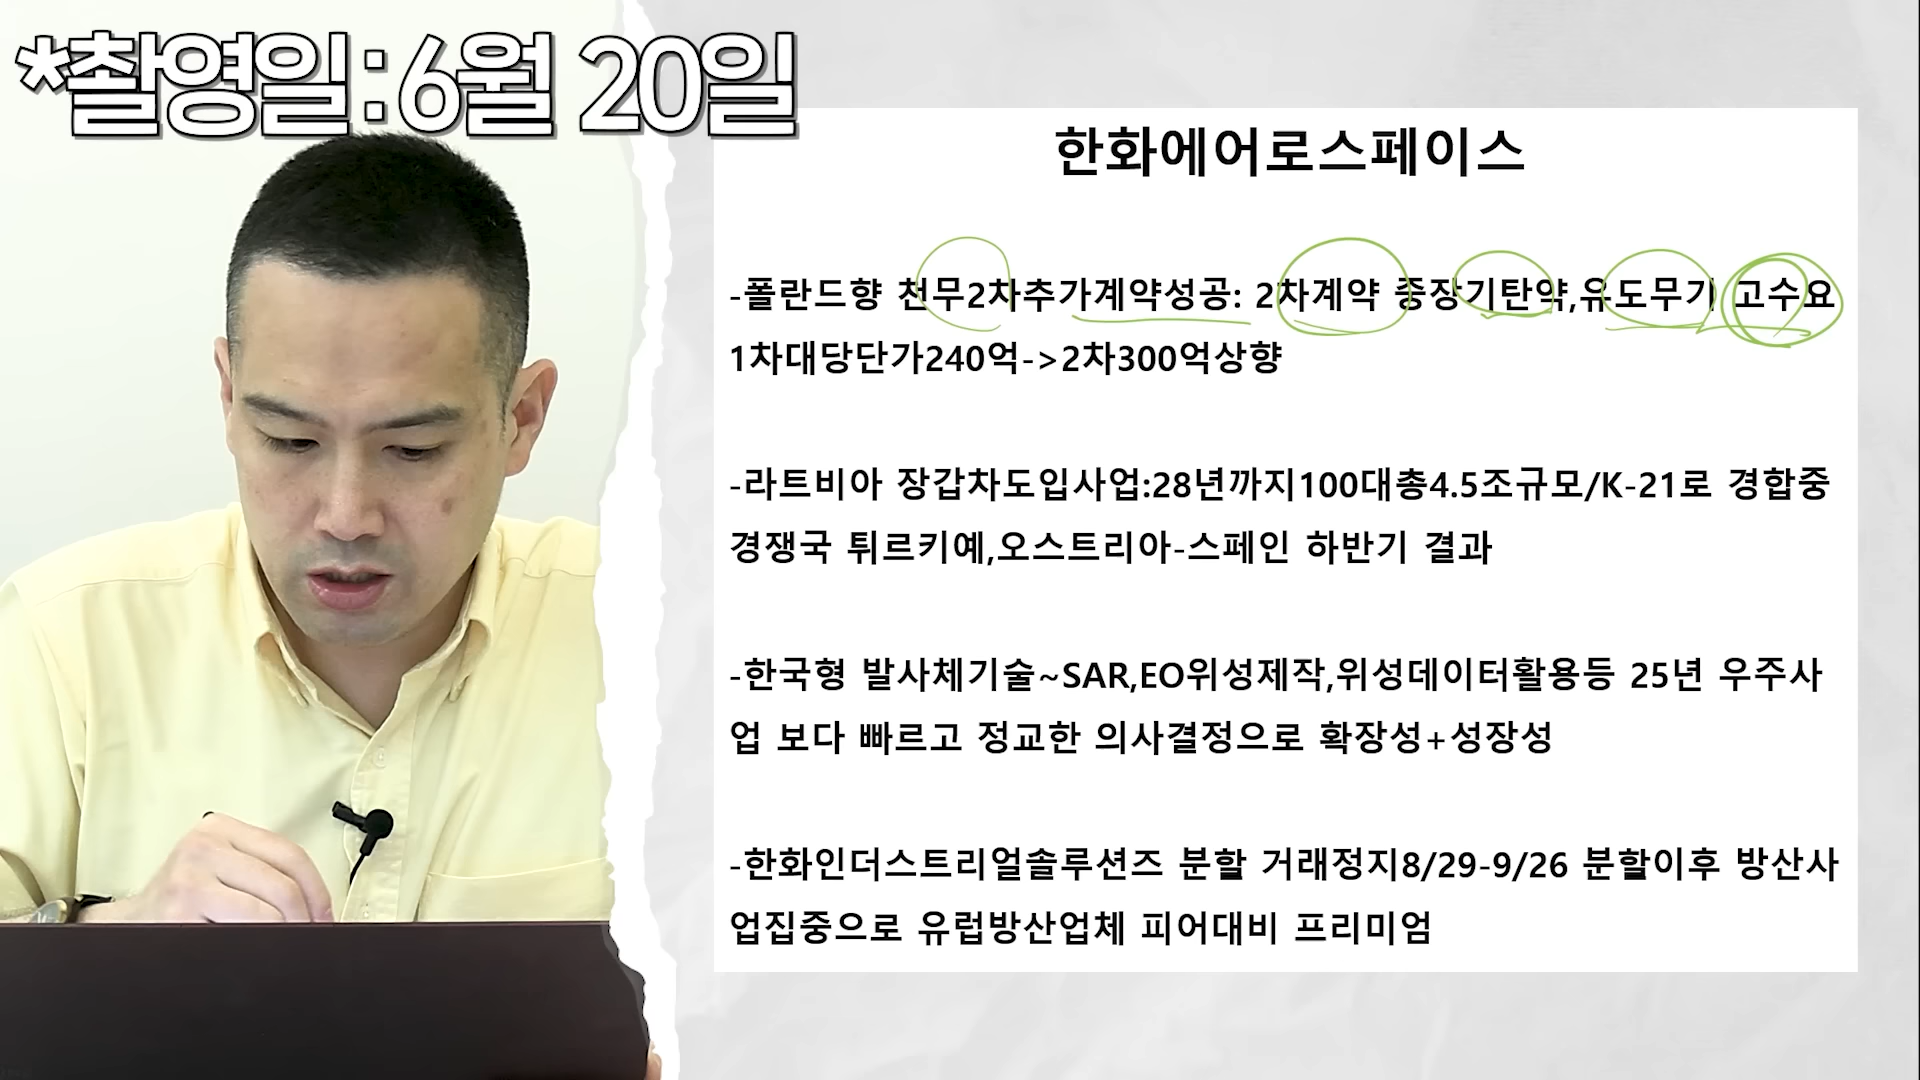 *촬영일:6월 20일
한화에어로스페이스
-폴란드향 천무2차추가계약성공: 2차계약 중장기탄약,유도무기 고수요
1차대당단가240억->2차300억상향
-라트비아 장갑차도입사업:28년까지100대총4.5조규모/K-21로 경합중
경쟁국 튀르키예,오스트리아-스페인 하반기 결과
-한국형 발사체기술~SAR,EO위성제작,위성데이터활용등 25년 우주사
업 보다 빠르고 정교한 의사결정으로 확장성+성장성
-한화인더스트리얼솔루션즈 분할 거래정지8/29-9/26 분할이후 방산사
업집중으로 유럽방산업체 피어대비 프리미엄